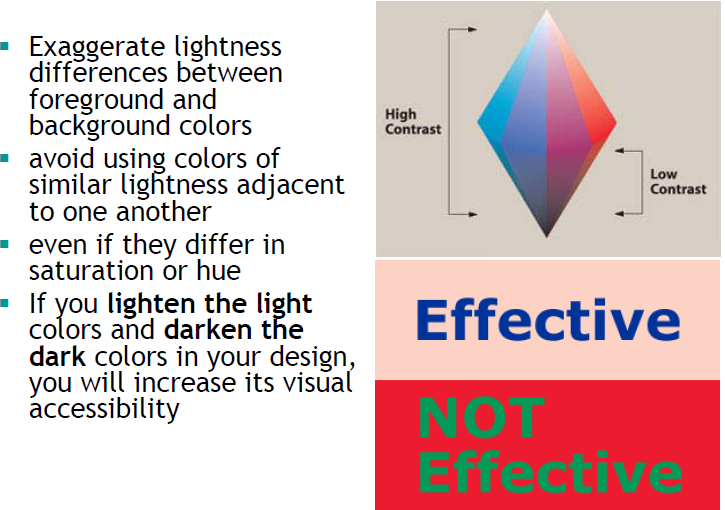 Exaggerate lightness
differences between
foreground and
background colors
avoid using colors of
similar lightness adjacent
to one another
even if they differ in
saturation or hue
If you lighten the light
colors and darken the
dark colors in your design,
you will increase its visual
accessibility
High
Contrast
Low
Contrast
Effective
NOT
Effective